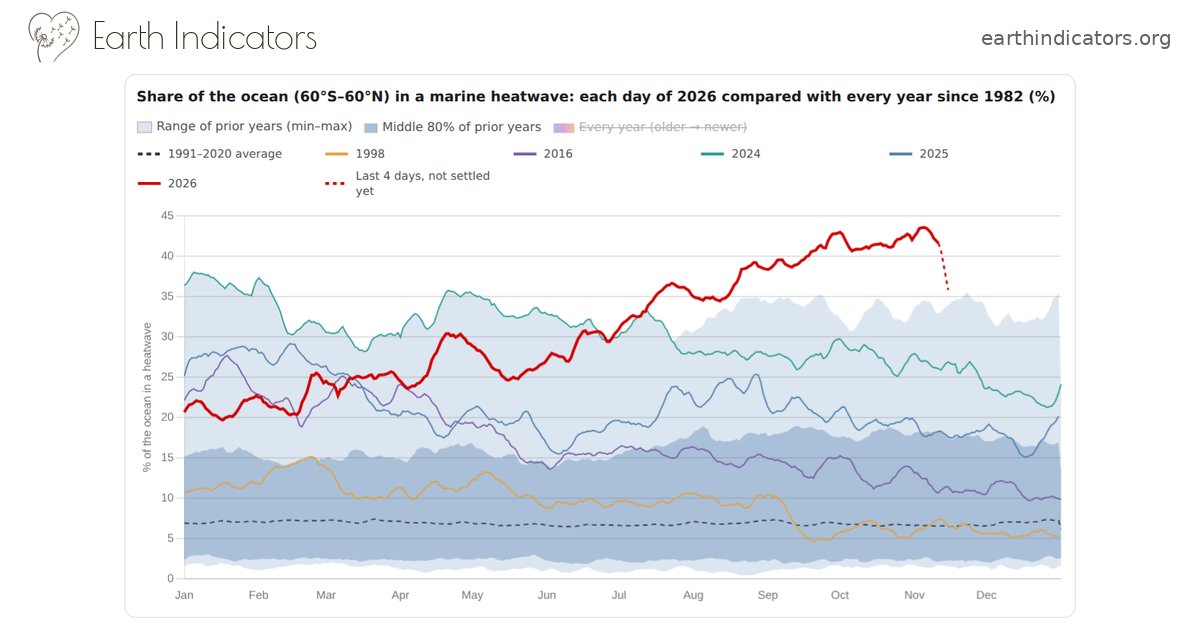 Earth Indicators
earthindicators.org
Share of the ocean (60°S–60°N) in a marine heatwave: each day of 2026 compared with every year since 1982 (%)
Range of prior years (min–max)
Middle 80% of prior years
Every year (older → newer)
1991–2020 average
1998
2016
2024
2025
2026
Last 4 days, not settled
yet
% of the ocean in a heatwave
45
40
35
30
25
20
15
10
5
0
Jan
Feb
Mar
Apr
May
Jun
Jul
Aug
Sep
Oct
Nov
Dec